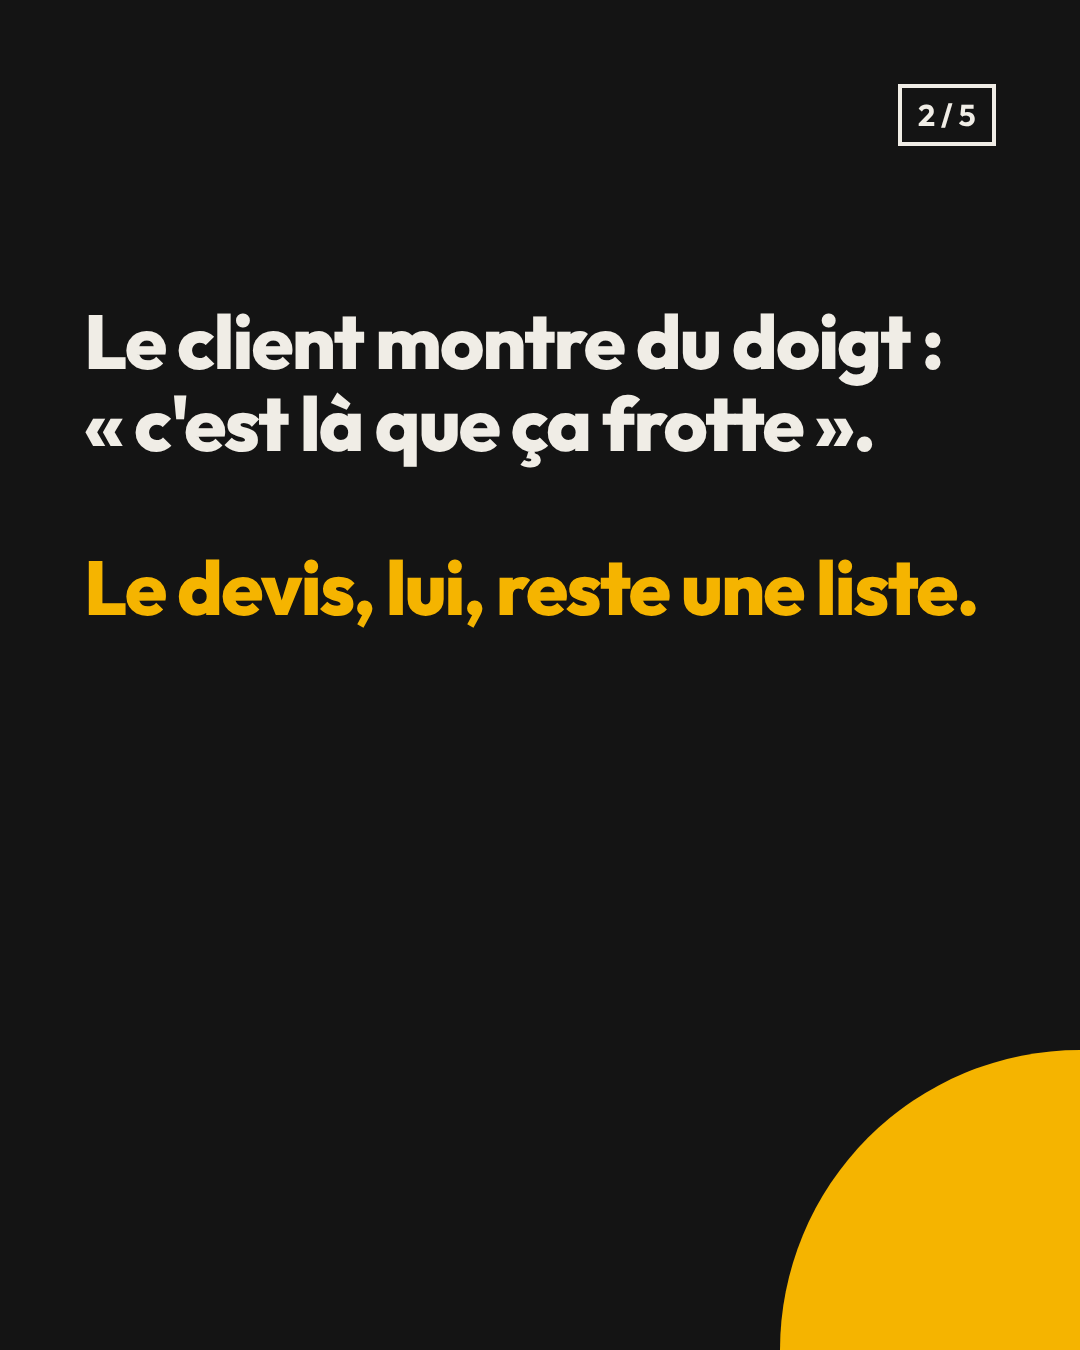 2 / 5
Le client montre du doigt :
« c'est là que ça frotte ».
Le devis, lui, reste une liste.